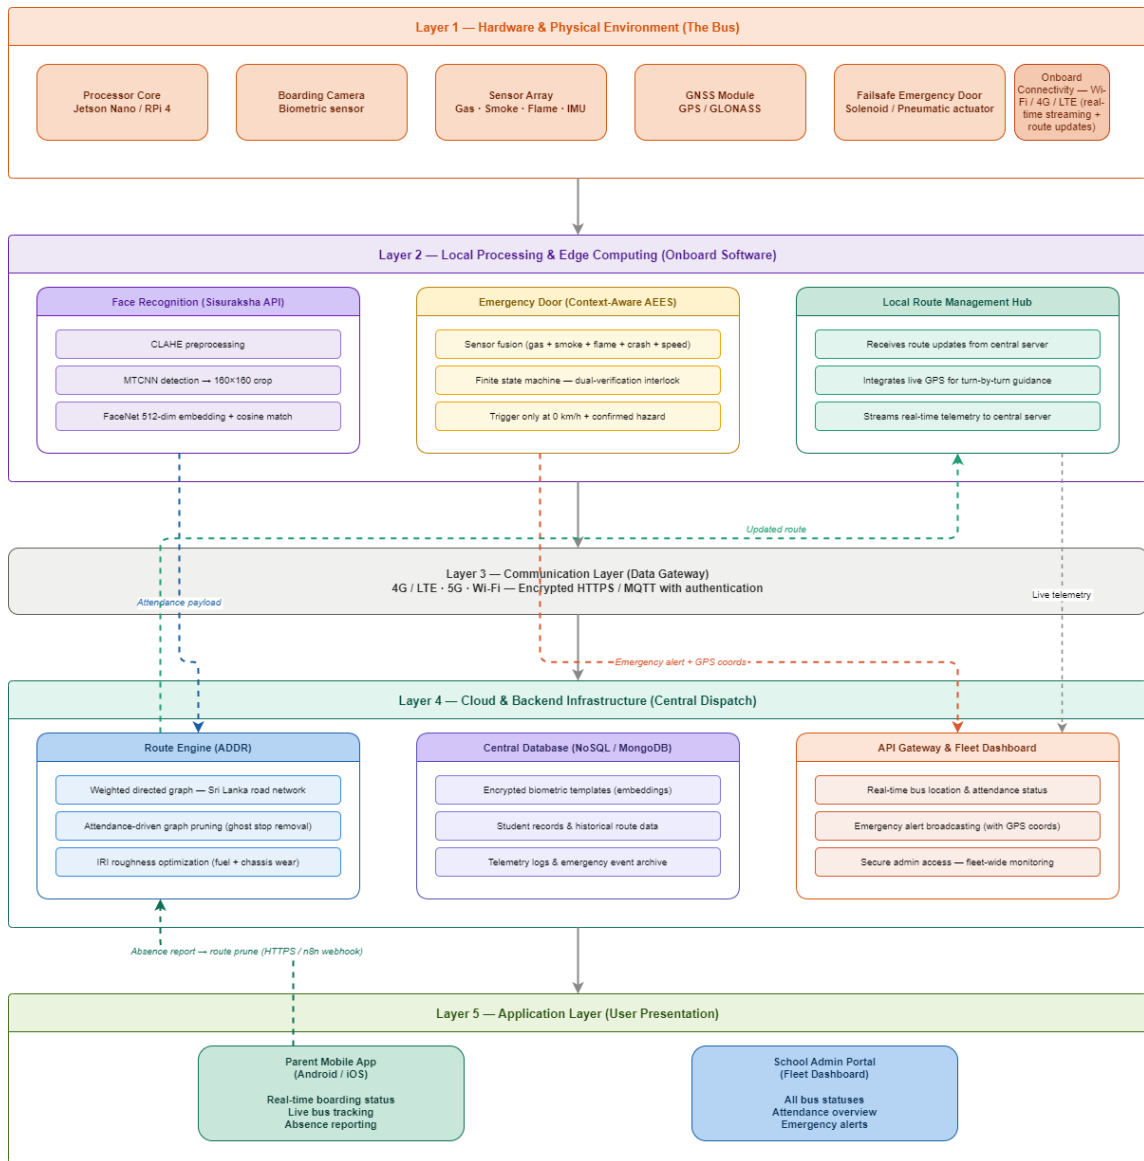 Layer 1 — Hardware & Physical Environment (The Bus)
Processor Core
Jetson Nano / RPi 4
Boarding Camera
Biometric sensor
Sensor Array
Gas · Smoke · Flame · IMU
GNSS Module
GPS / GLONASS
Failsafe Emergency Door
Solenoid / Pneumatic actuator
Onboard
Connectivity — Wi-
Fi / 4G / LTE (real-
time streaming +
route updates)
Layer 2 — Local Processing & Edge Computing (Onboard Software)
Face Recognition (Sisuraksha API)
CLAHE preprocessing
MTCNN detection → 160×160 crop
FaceNet 512-dim embedding + cosine match
Emergency Door (Context-Aware AEES)
Sensor fusion (gas + smoke + flame + crash + speed)
Finite state machine — dual-verification interlock
Trigger only at 0 km/h + confirmed hazard
Local Route Management Hub
Receives route updates from central server
Integrates live GPS for turn-by-turn guidance
Streams real-time telemetry to central server
Updated route
Layer 3 — Communication Layer (Data Gateway)
4G / LTE · 5G · Wi-Fi — Encrypted HTTPS / MQTT with authentication
Attendance payload
Live telemetry
Emergency alert + GPS coords
Layer 4 — Cloud & Backend Infrastructure (Central Dispatch)
Route Engine (ADDR)
Weighted directed graph — Sri Lanka road network
Attendance-driven graph pruning (ghost stop removal)
IRI roughness optimization (fuel + chassis wear)
Central Database (NoSQL / MongoDB)
Encrypted biometric templates (embeddings)
Student records & historical route data
Telemetry logs & emergency event archive
API Gateway & Fleet Dashboard
Real-time bus location & attendance status
Emergency alert broadcasting (with GPS coords)
Secure admin access — fleet-wide monitoring
Absence report → route prune (HTTPS / n8n webhook)
Layer 5 — Application Layer (User Presentation)
Parent Mobile App
(Android / iOS)
Real-time boarding status
Live bus tracking
Absence reporting
School Admin Portal
(Fleet Dashboard)
All bus statuses
Attendance overview
Emergency alerts